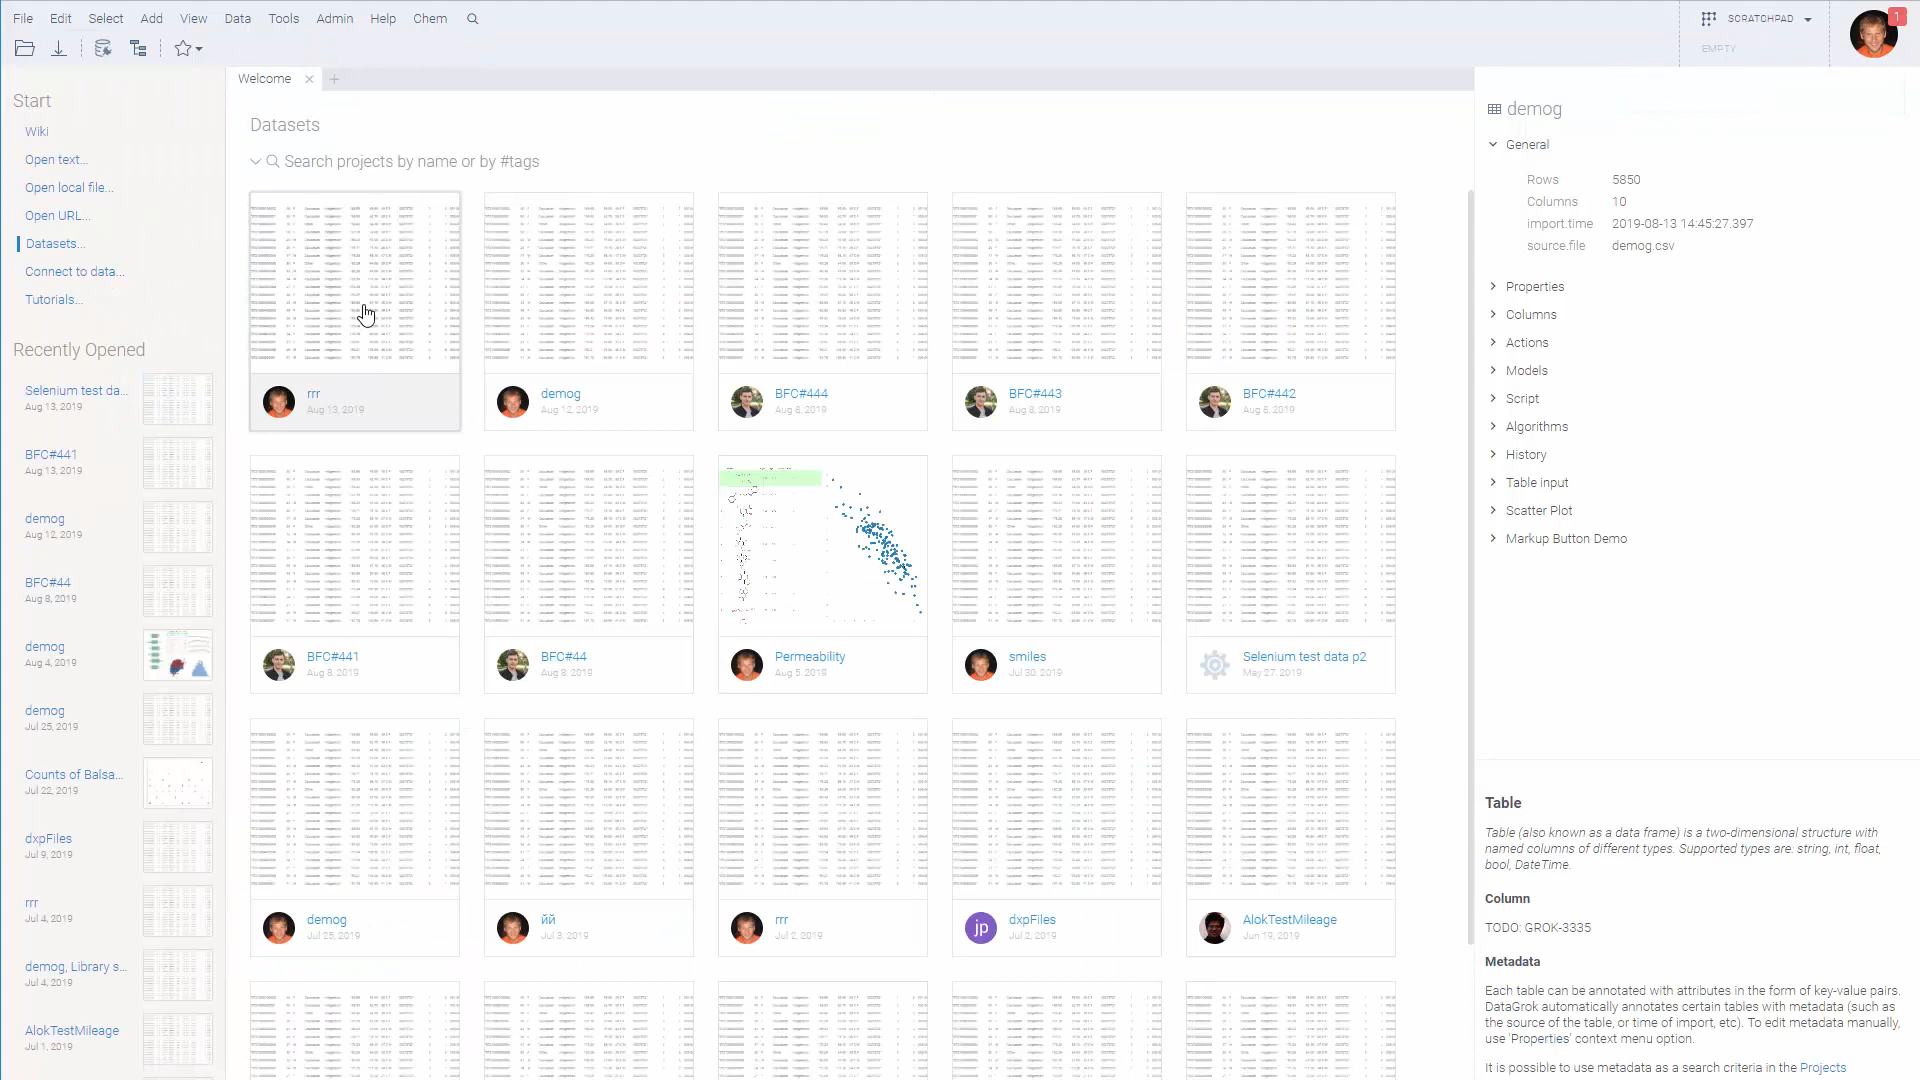 File Edit Select Add View Data Tools Admin Help Chem
SCRATCHPAD
EMPTY
1
Welcome
Start
Wiki
Open text...
Open local file...
Open URL...
Datasets...
Connect to data...
Tutorials...
Recently Opened
Selenium test da...
Aug 13, 2019
BFC#441
Aug 13, 2019
demog
Aug 12, 2019
BFC#44
Aug 8, 2019
demog
Aug 4, 2019
demog
Jul 25, 2019
Counts of Balsa...
Jul 22, 2019
dxpFiles
Jul 9, 2019
rrr
Jul 4, 2019
demog, Library s...
Jul 4, 2019
AlokTestMileage
Jul 1, 2019
Datasets
Search projects by name or by #tags
rrr
Aug 13, 2019
demog
Aug 12, 2019
BFC#444
Aug 8, 2019
BFC#443
Aug 8, 2019
BFC#442
Aug 8, 2019
BFC#441
Aug 8, 2019
BFC#44
Aug 8, 2019
Permeability
Aug 5, 2019
smiles
Jul 30, 2019
Selenium test data p2
May 27, 2019
demog
Jul 25, 2019
йй
Jul 3, 2019
rrr
Jul 2, 2019
jp
dxpFiles
Jul 2, 2019
AlokTestMileage
Jun 19, 2019
demog
General
Rows 5850
Columns 10
import.time 2019-08-13 14:45:27.397
source.file demog.csv
Properties
Columns
Actions
Models
Script
Algorithms
History
Table input
Scatter Plot
Markup Button Demo
Table
Table (also known as a data frame) is a two-dimensional structure with
named columns of different types. Supported types are: string, int, float,
bool, DateTime.
Column
TODO: GROK-3335
Metadata
Each table can be annotated with attributes in the form of key-value pairs.
DataGrok automatically annotates certain tables with metadata (such as
the source of the table, or time of import, etc). To edit metadata manually,
use 'Properties' context menu option.
It is possible to use metadata as a search criteria in the Projects